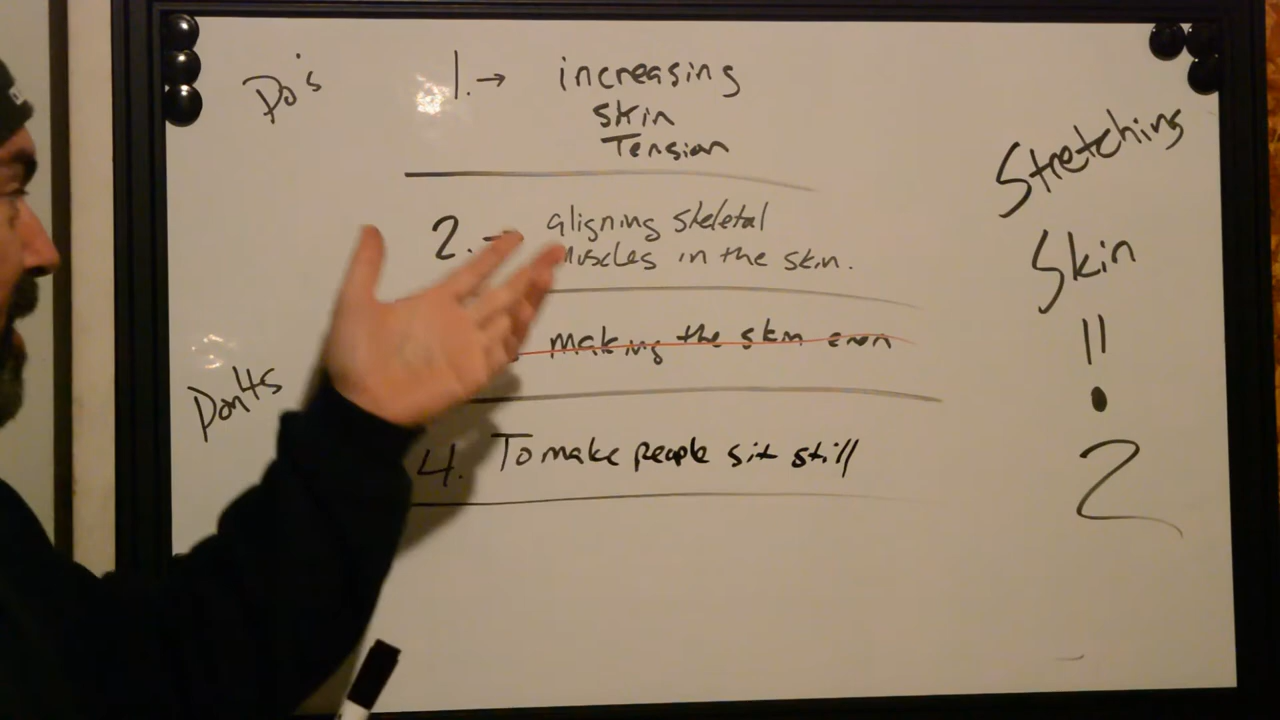 Do's
1. → increasing
skin
Tension
2. → aligning skeletal
muscles in the skin.
making the skin even
Don'ts
4. To make people sit still
Stretching
Skin
"
2